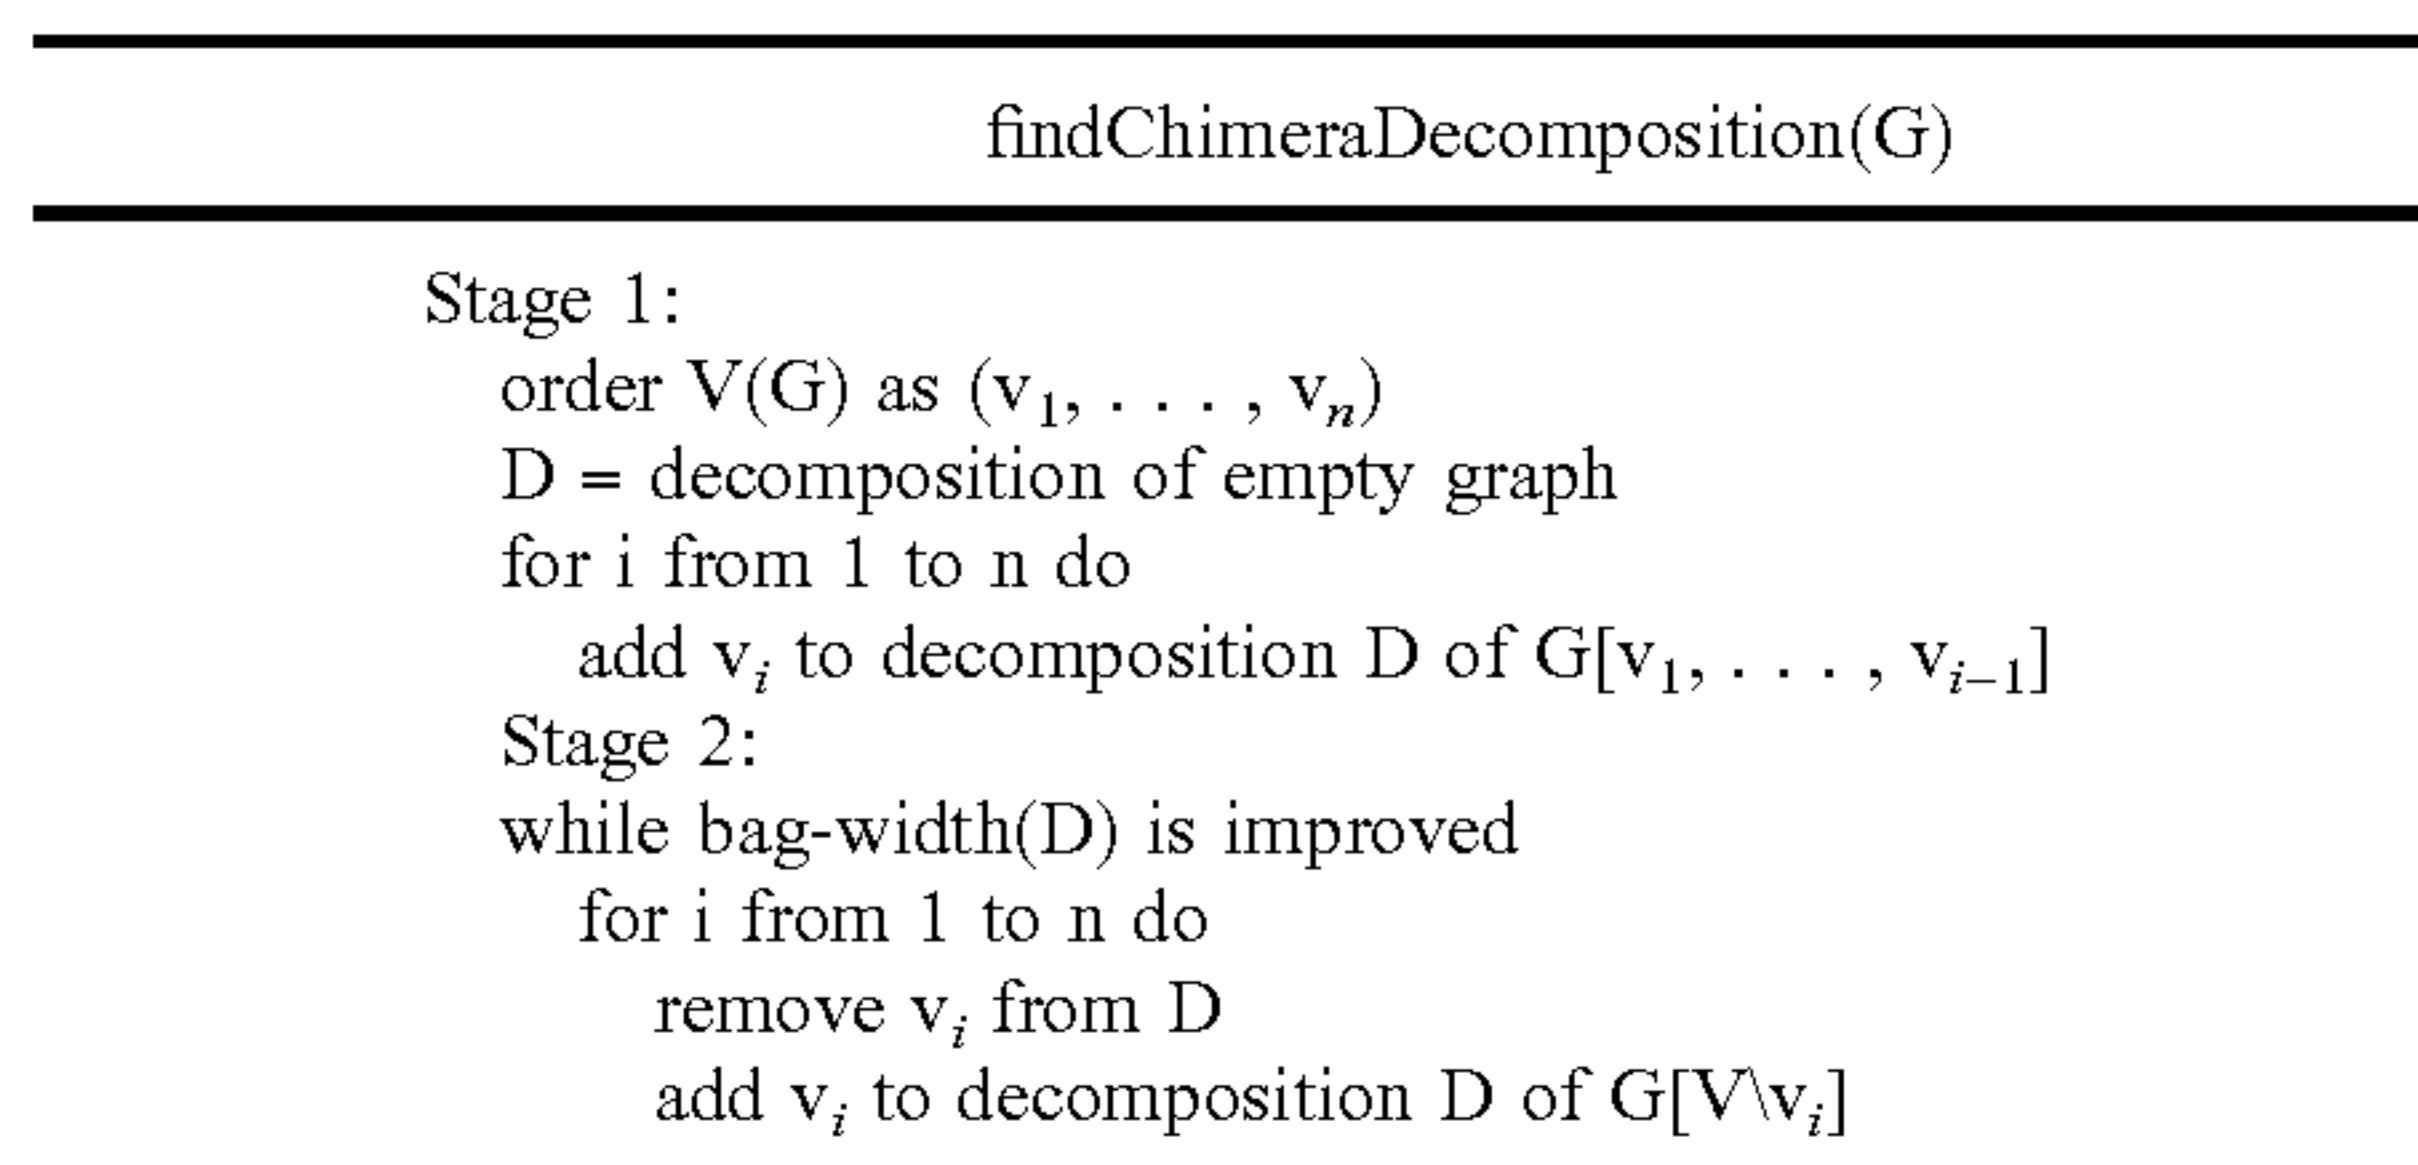 findChimeraDecomposition(G)
Stage 1:
order V(G) as (v₁, . . . , vₙ)
D = decomposition of empty graph
for i from 1 to n do
add vᵢ to decomposition D of G[v₁, . . . , vᵢ₋₁]
Stage 2:
while bag-width(D) is improved
for i from 1 to n do
remove vᵢ from D
add vᵢ to decomposition D of G[V\vᵢ]